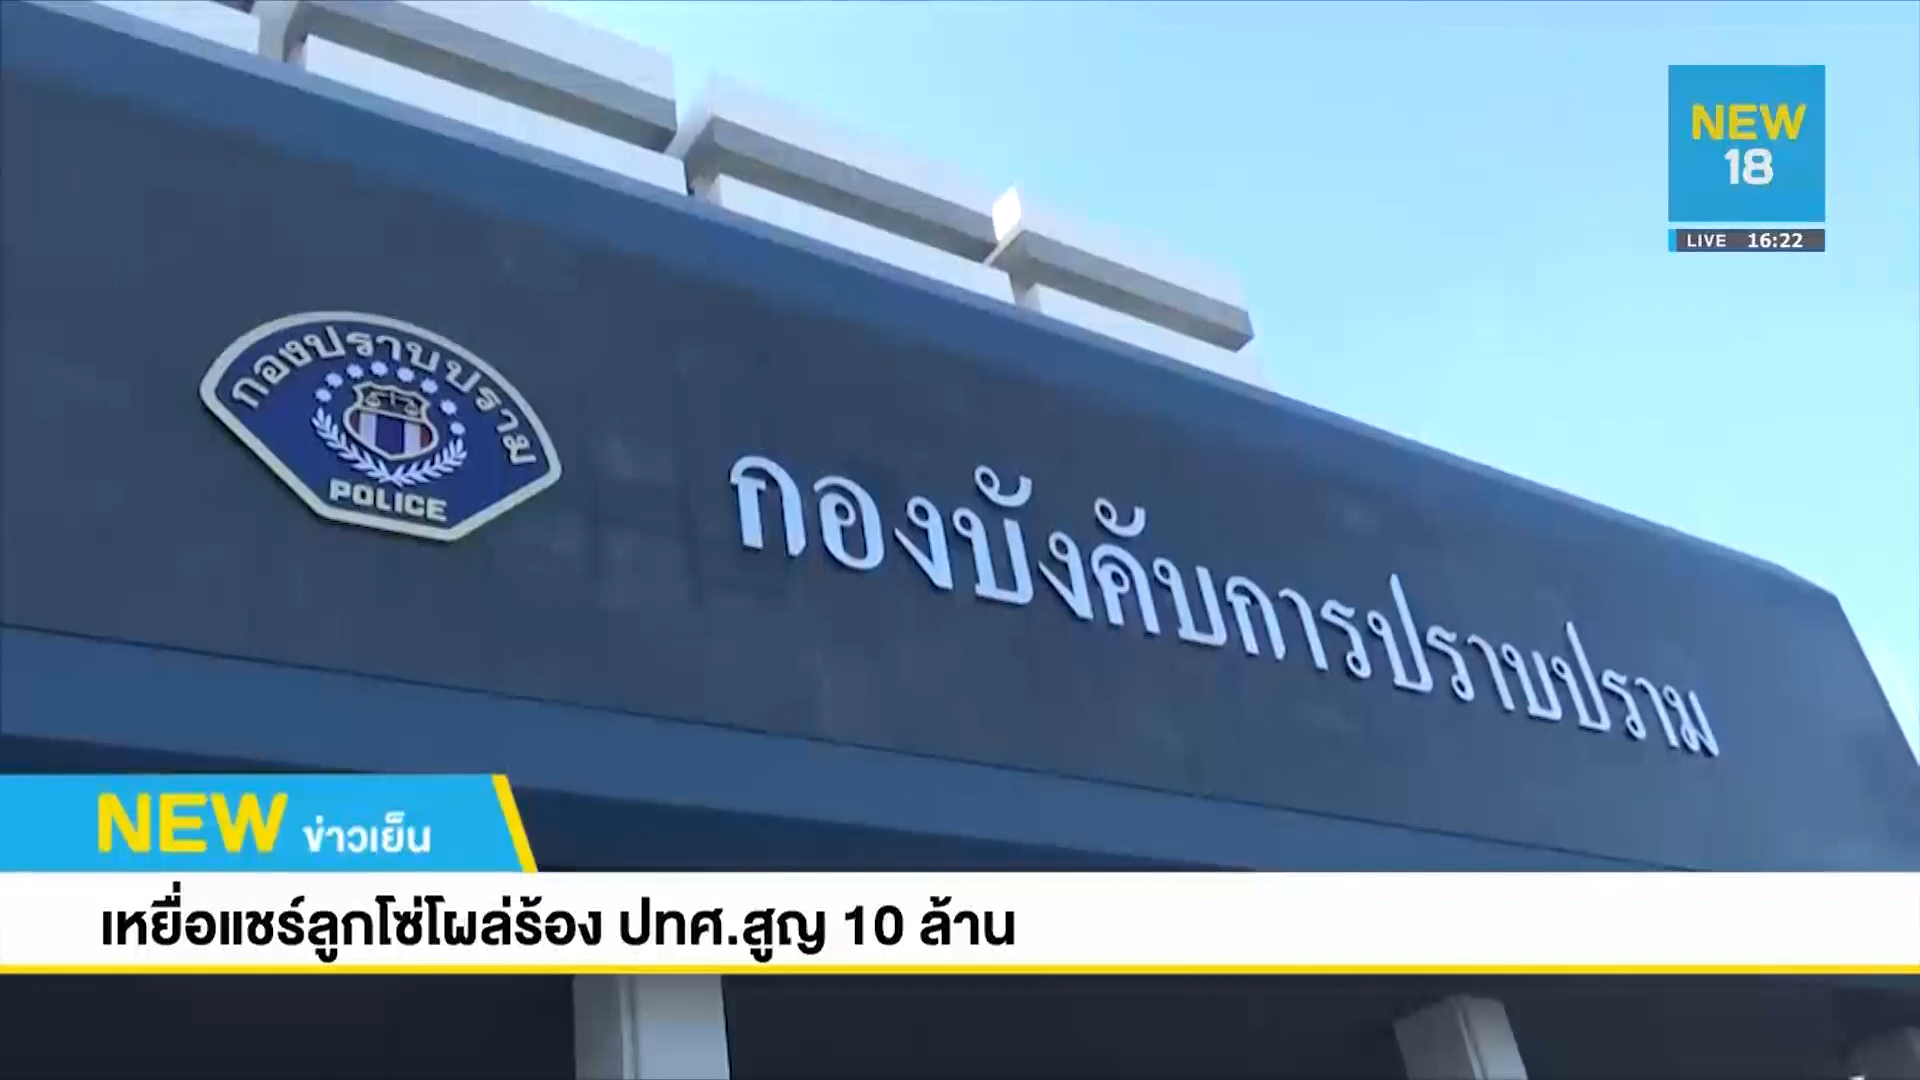 NEW
18
LIVE 16:22
กองปราบปราม
POLICE
กองบังคับการปราบปราม
NEW ข่าวเย็น
เหยื่อแชร์ลูกโซ่โผล่ร้อง ปทศ.สูญ 10 ล้าน